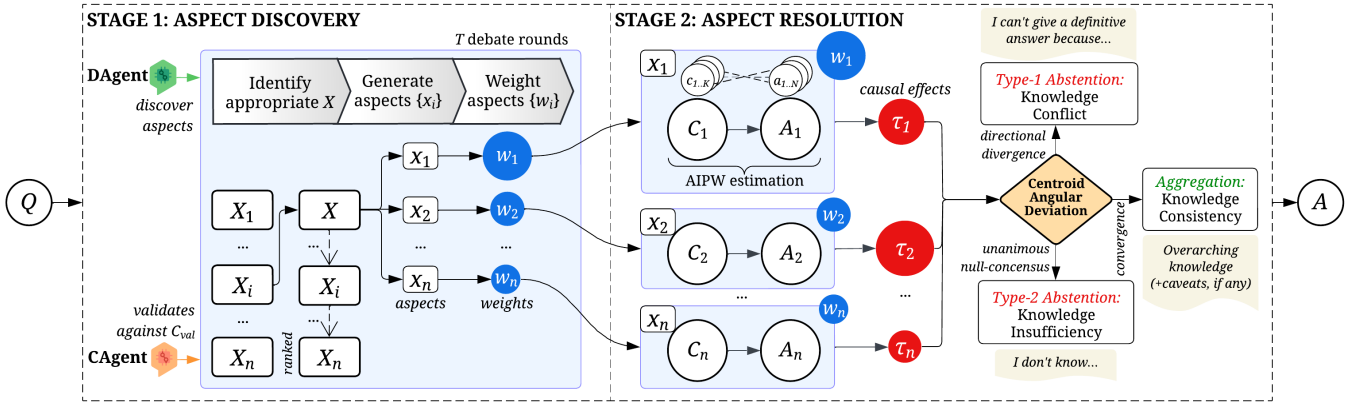 STAGE 1: ASPECT DISCOVERY
T debate rounds
DAgent
discover
aspects
Identify
appropriate X
Generate
aspects {xᵢ}
Weight
aspects {wᵢ}
x₁
w₁
x₂
w₂
...
...
xₙ
wₙ
aspects
weights
X₁
...
Xᵢ
...
Xₙ
X
...
Xᵢ
...
Xₙ
ranked
validates
against Cᵥₐₗ
CAgent
Q
STAGE 2: ASPECT RESOLUTION
x₁
w₁
c₁..K
a₁..N
C₁
A₁
AIPW estimation
causal effects
τ₁
x₂
w₂
C₂
A₂
τ₂
...
...
xₙ
wₙ
Cₙ
Aₙ
τₙ
I can't give a definitive
answer because...
Type-1 Abstention:
Knowledge
Conflict
directional
divergence
Centroid
Angular
Deviation
convergence
Aggregation:
Knowledge
Consistency
Overarching
knowledge
(+caveats, if any)
unanimous
null-concensus
Type-2 Abstention:
Knowledge
Insufficiency
I don't know...
A